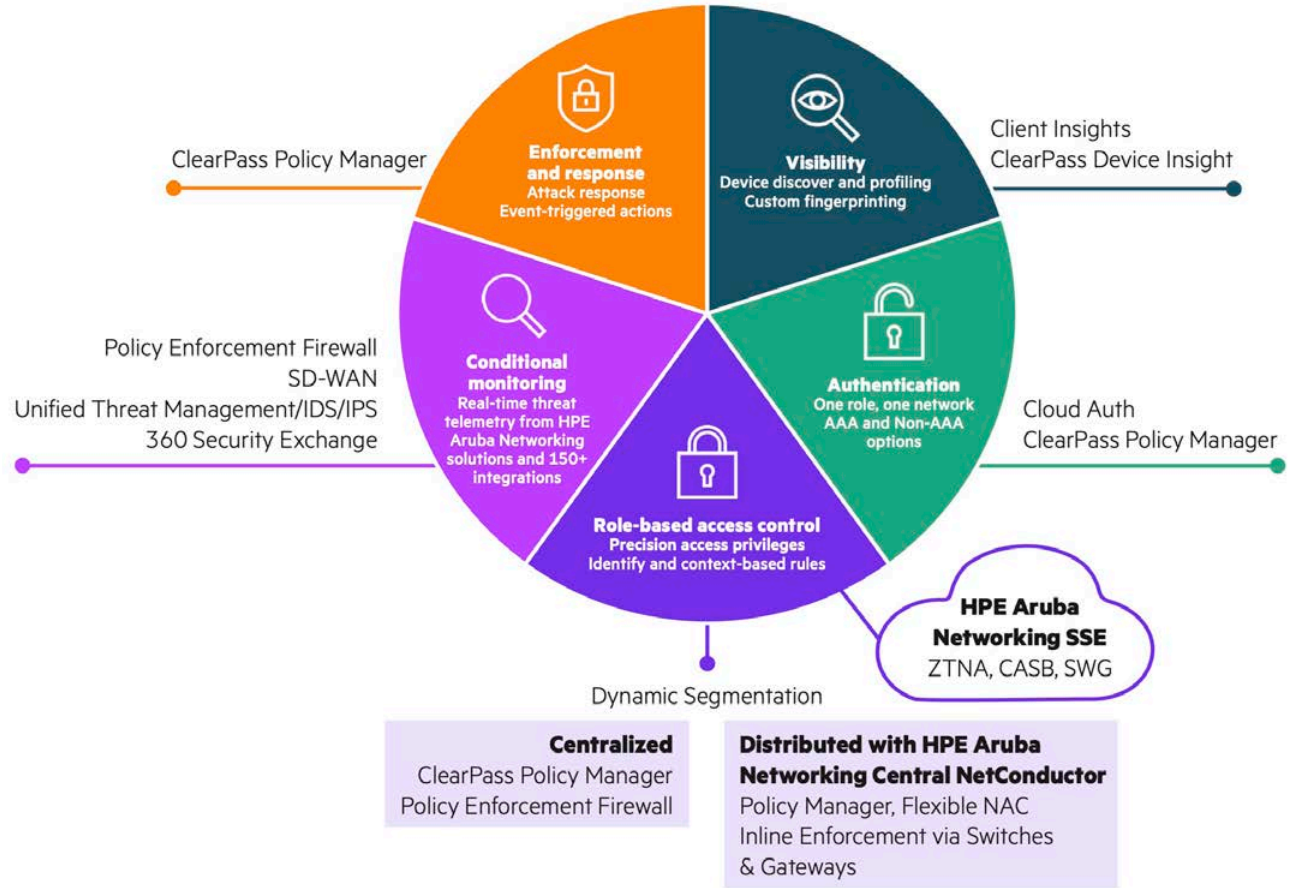 Enforcement
and response
Attack response
Event-triggered actions
Visibility
Device discover and profiling
Custom fingerprinting
ClearPass Policy Manager
Client Insights
ClearPass Device Insight
Conditional
monitoring
Real-time threat
telemetry from HPE
Aruba Networking
solutions and 150+
integrations
Authentication
One role, one network
AAA and Non-AAA
options
Policy Enforcement Firewall
SD-WAN
Unified Threat Management/IDS/IPS
360 Security Exchange
Cloud Auth
ClearPass Policy Manager
Role-based access control
Precision access privileges
Identify and context-based rules
HPE Aruba
Networking SSE
ZTNA, CASB, SWG
Dynamic Segmentation
Centralized
ClearPass Policy Manager
Policy Enforcement Firewall
Distributed with HPE Aruba
Networking Central NetConductor
Policy Manager, Flexible NAC
Inline Enforcement via Switches
& Gateways